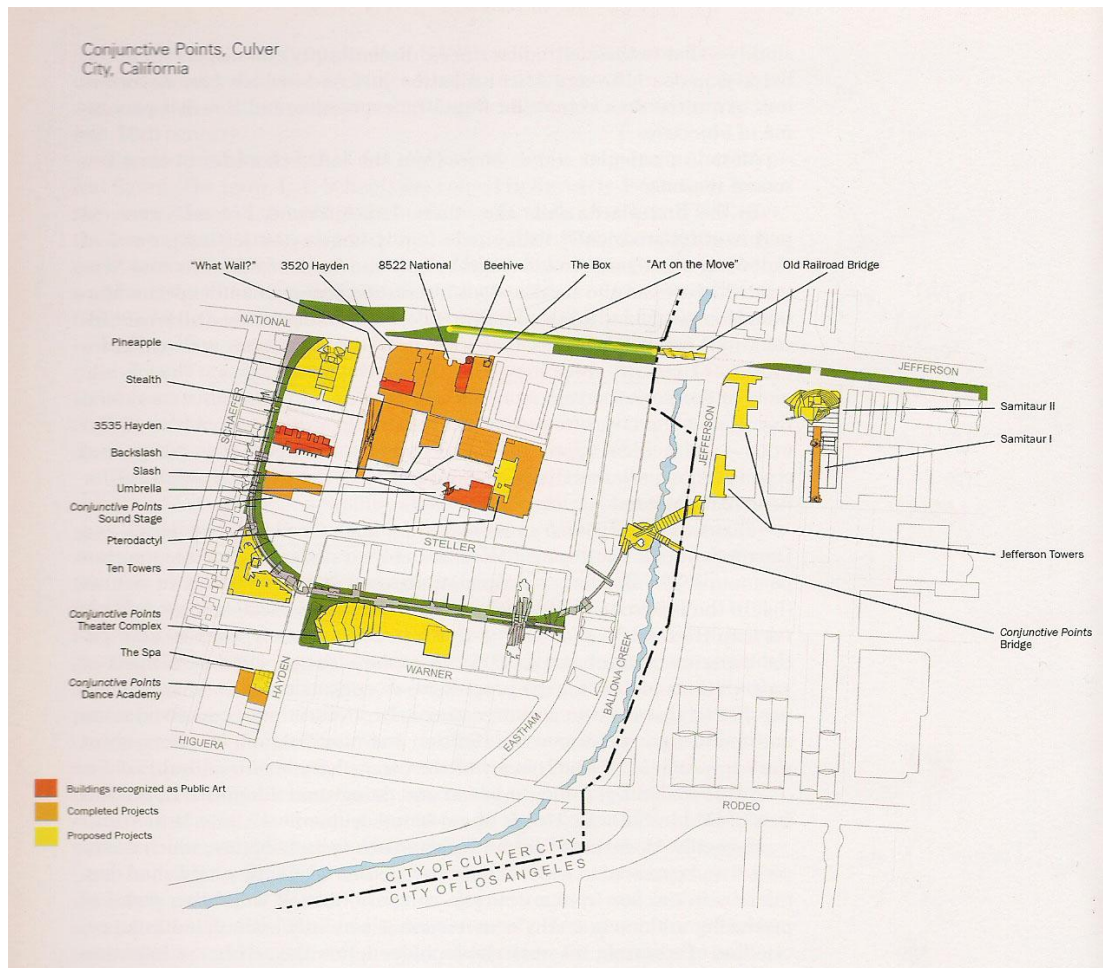 Conjunctive Points, Culver
City, California
"What Wall?"
3520 Hayden
8522 National
Beehive
The Box
"Art on the Move"
Old Railroad Bridge
NATIONAL
Pineapple
Stealth
3535 Hayden
Backslash
Slash
Umbrella
Conjunctive Points
Sound Stage
Pterodactyl
Ten Towers
Conjunctive Points
Theater Complex
The Spa
Conjunctive Points
Dance Academy
SCHAEFER
STELLER
HAYDEN
WARNER
EASTHAM
BALLONA CREEK
JEFFERSON
JEFFERSON
Samitaur II
Samitaur I
Jefferson Towers
Conjunctive Points
Bridge
HIGUERA
RODEO
Buildings recognized as Public Art
Completed Projects
Proposed Projects
CITY OF CULVER CITY
CITY OF LOS ANGELES